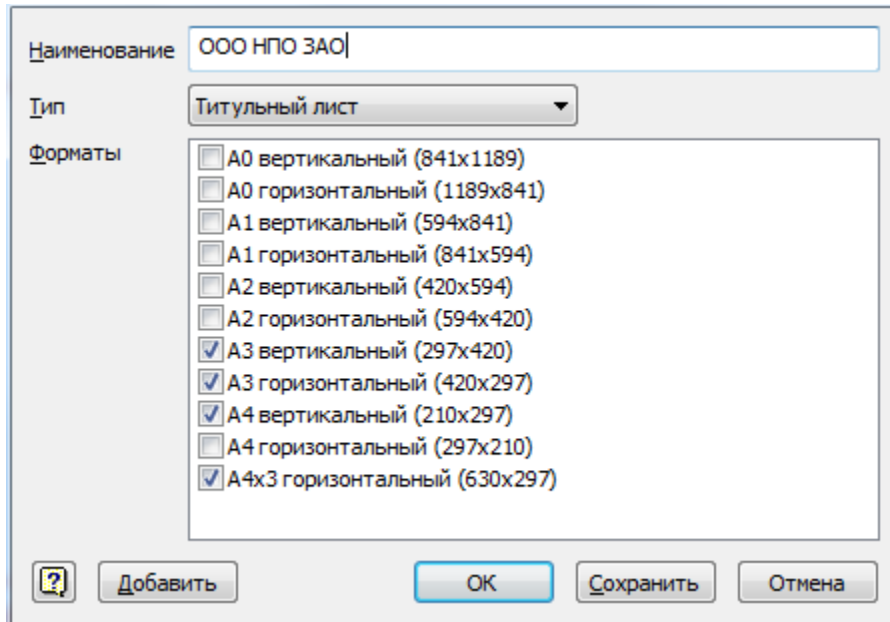 Наименование ООО НПО ЗАО
Тип Титульный лист
Форматы
А0 вертикальный (841x1189)
А0 горизонтальный (1189x841)
А1 вертикальный (594x841)
А1 горизонтальный (841x594)
А2 вертикальный (420x594)
А2 горизонтальный (594x420)
А3 вертикальный (297x420)
А3 горизонтальный (420x297)
А4 вертикальный (210x297)
А4 горизонтальный (297x210)
А4x3 горизонтальный (630x297)
? Добавить OK Сохранить Отмена